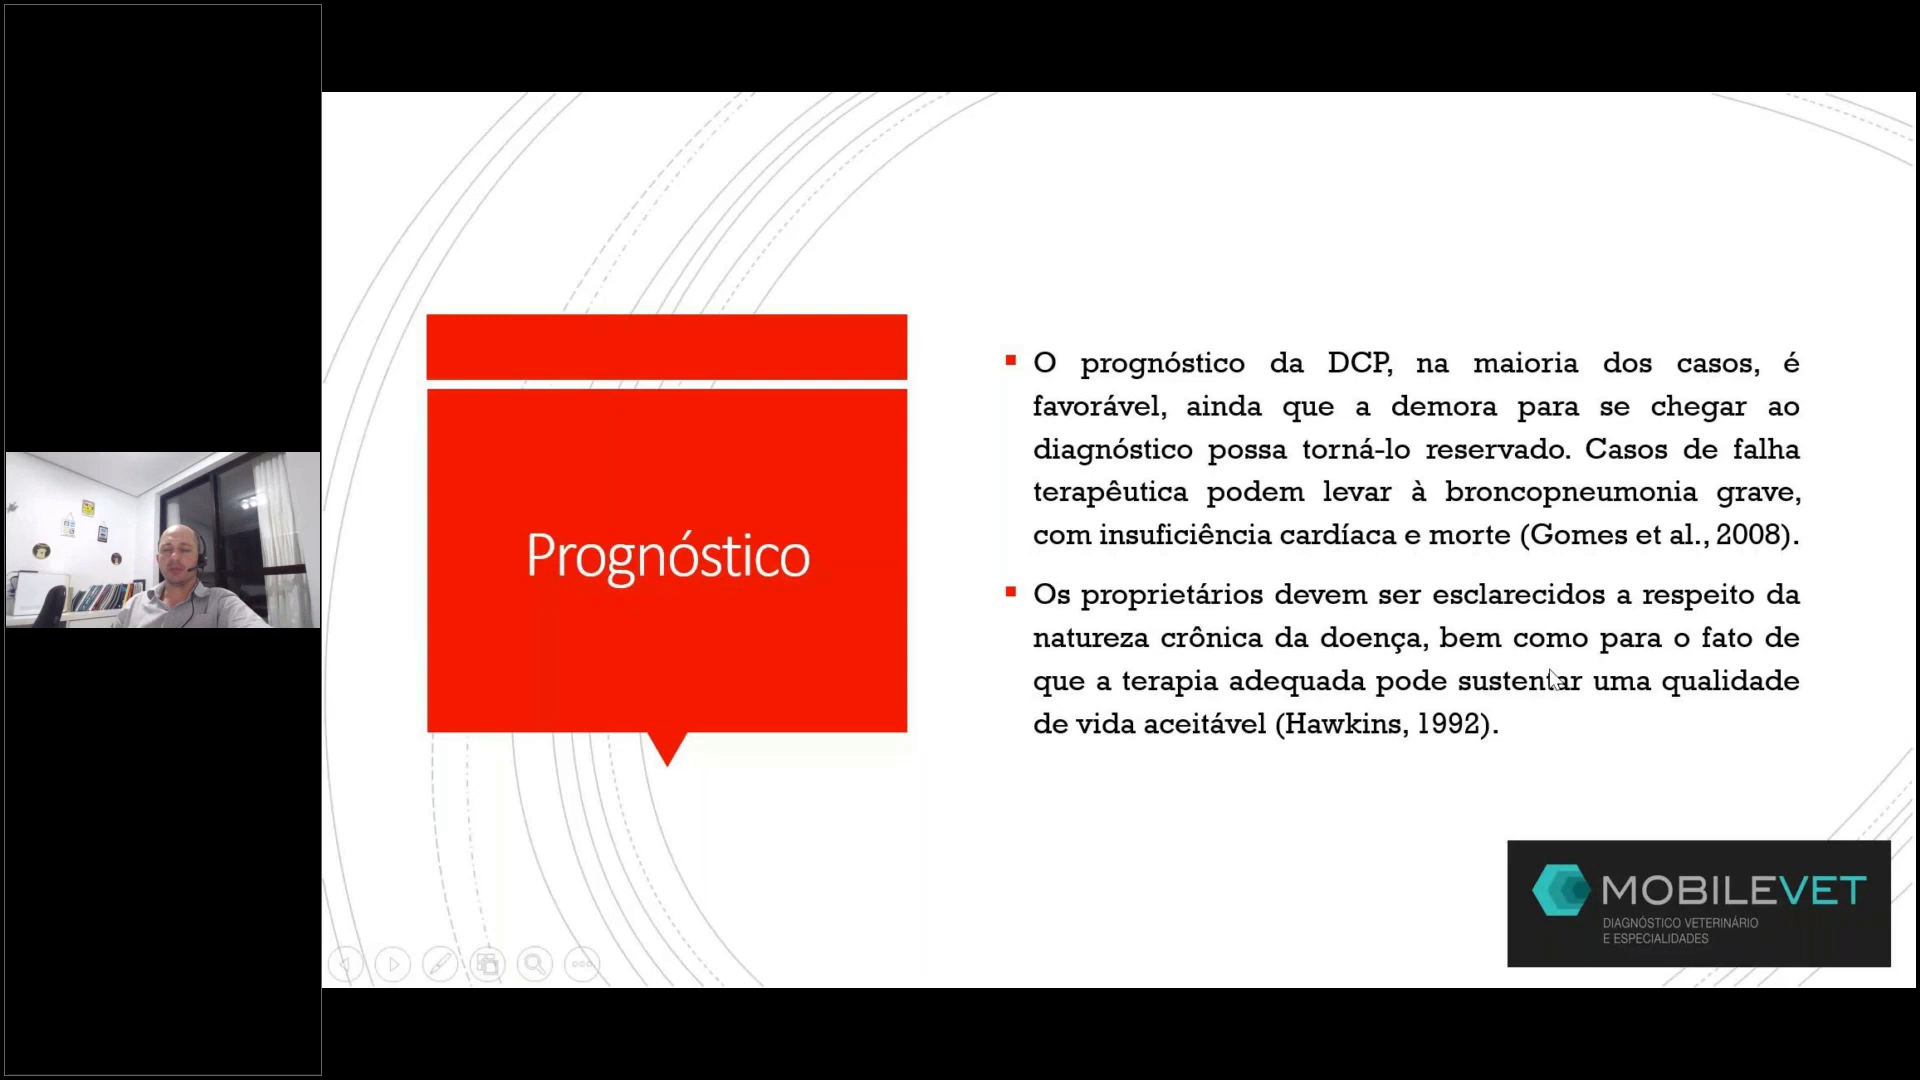 Prognóstico
O prognóstico da DCP, na maioria dos casos, é
favorável, ainda que a demora para se chegar ao
diagnóstico possa torná-lo reservado. Casos de falha
terapêutica podem levar à broncopneumonia grave,
com insuficiência cardíaca e morte (Gomes et al., 2008).
Os proprietários devem ser esclarecidos a respeito da
natureza crônica da doença, bem como para o fato de
que a terapia adequada pode sustentar uma qualidade
de vida aceitável (Hawkins, 1992).
MOBILEVET
DIAGNÓSTICO VETERINÁRIO
E ESPECIALIDADES